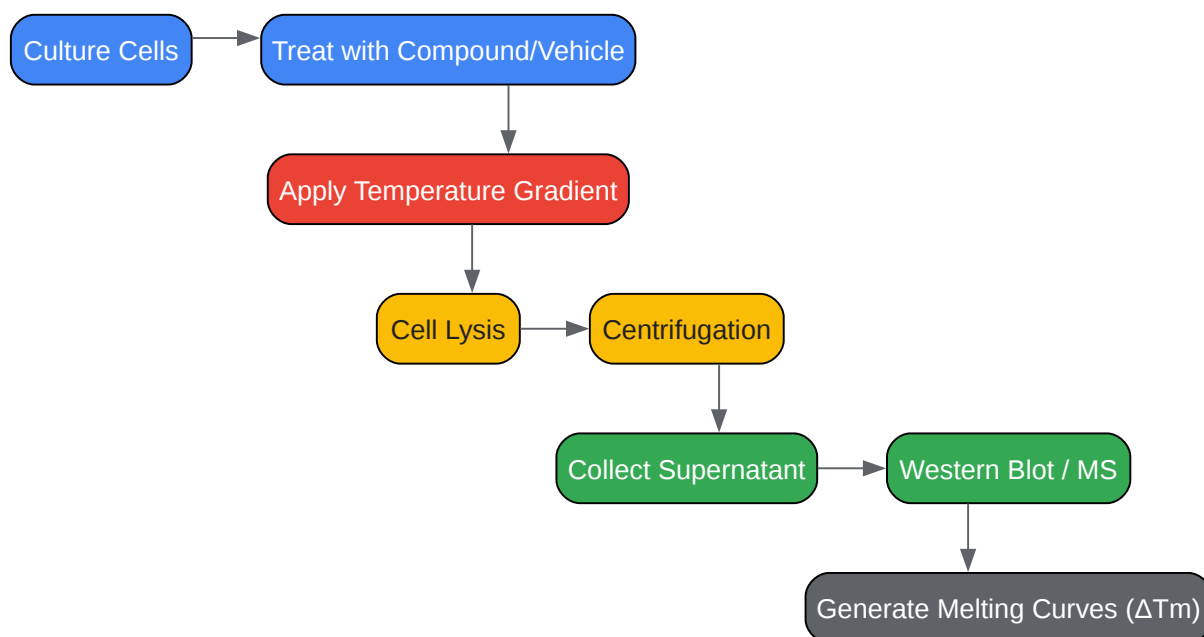 Culture Cells
Treat with Compound/Vehicle
Apply Temperature Gradient
Cell Lysis
Centrifugation
Collect Supernatant
Western Blot / MS
Generate Melting Curves (ΔTm)